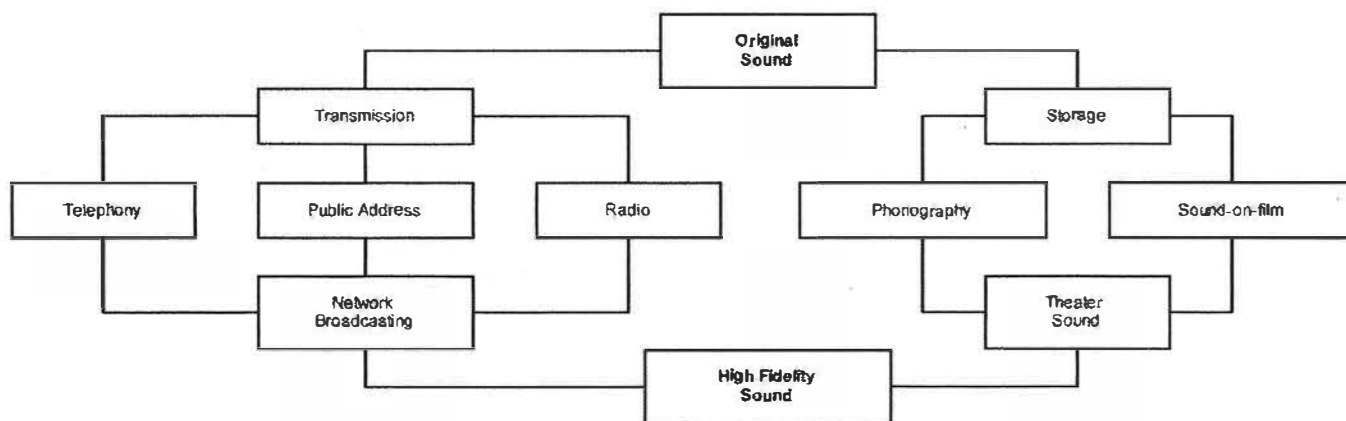 Original
Sound
Transmission
Storage
Telephony
Public Address
Radio
Phonography
Sound-on-film
Network
Broadcasting
Theater
Sound
High Fidelity
Sound